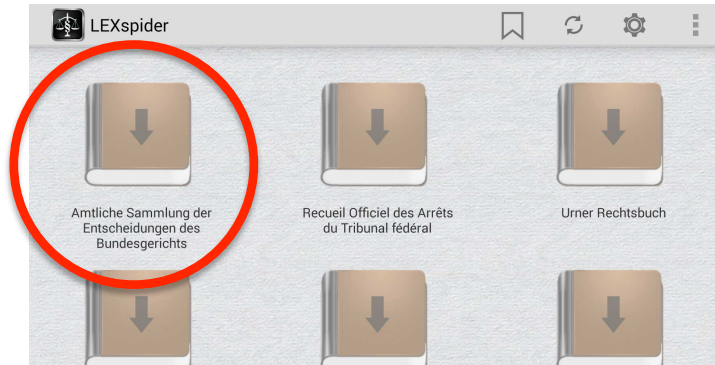 LEXspider
Amtliche Sammlung der
Entscheidungen des
Bundesgerichts
Recueil Officiel des Arrêts
du Tribunal fédéral
Urner Rechtsbuch